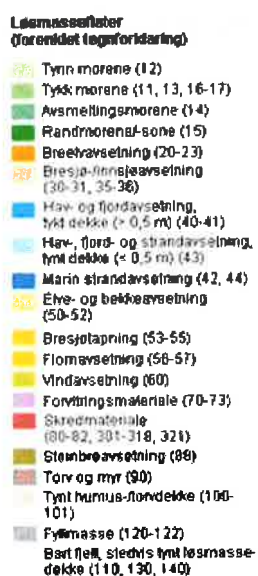 Løsmasseflater
(forenklet tegnforklaring)
Tynn morene (12)
Tykk morene (11, 13, 16-17)
Avsmeltingsmorene (14)
Randmorene/-sone (15)
Breelvavsetning (20-23)
Bresjø-/innsjøavsetning
(30-31, 35-36)
Hav- og fjordavsetning,
tykt dekke (> 0,5 m) (40-41)
Hav-, fjord- og strandavsetning,
tynt dekke (< 0,5 m) (43)
Marin strandavsetning (42, 44)
Elve- og bekkeavsetning
(50-52)
Bresjøtapning (53-55)
Flomavsetning (56-57)
Vindavsetning (60)
Forvitringsmateriale (70-73)
Skredmateriale
(80-82, 301-318, 321)
Steinbreavsetning (88)
Torv og myr (90)
Tynt humus-/torvdekke (100-
101)
Fyllmasse (120-122)
Bart fjell, stedvis tynt løsmasse-
dekke (110, 130, 140)